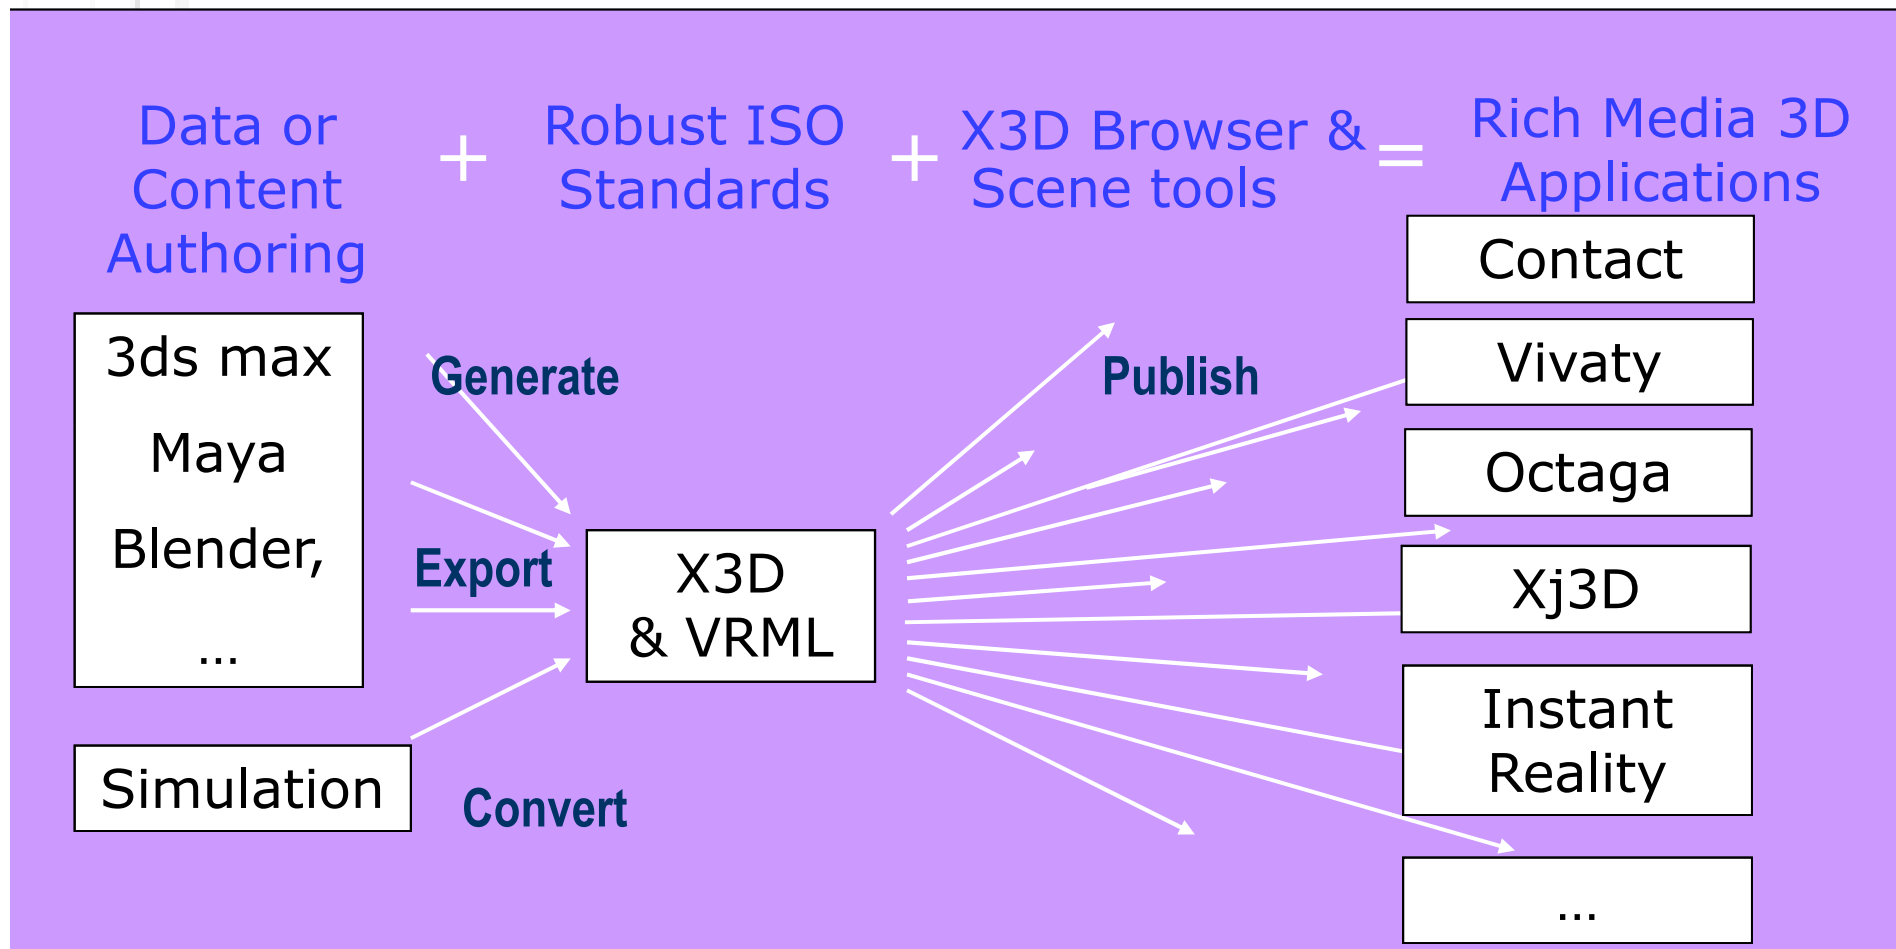 Data or
Content
Authoring
+
Robust ISO
Standards
+
X3D Browser &
Scene tools
=
Rich Media 3D
Applications
3ds max
Maya
Blender,
...
Simulation
Generate
Export
Convert
X3D
& VRML
Publish
Contact
Vivaty
Octaga
Xj3D
Instant
Reality
...